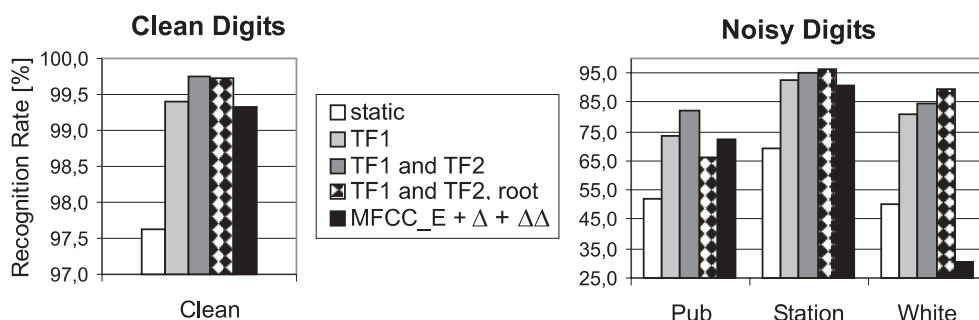 Clean Digits
Recognition Rate [%]
100,0
99,5
99,0
98,5
98,0
97,5
97,0
Clean
static
TF1
TF1 and TF2
TF1 and TF2, root
MFCC_E + Δ + ΔΔ
Noisy Digits
95,0
85,0
75,0
65,0
55,0
45,0
35,0
25,0
Pub Station White